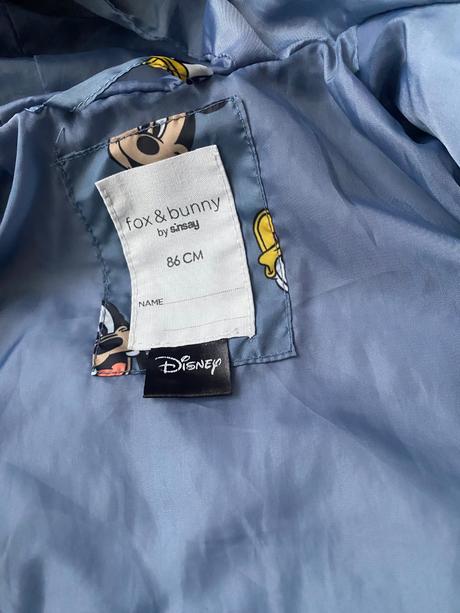 fox & bunny
by sinsay
86 CM
NAME
Disney